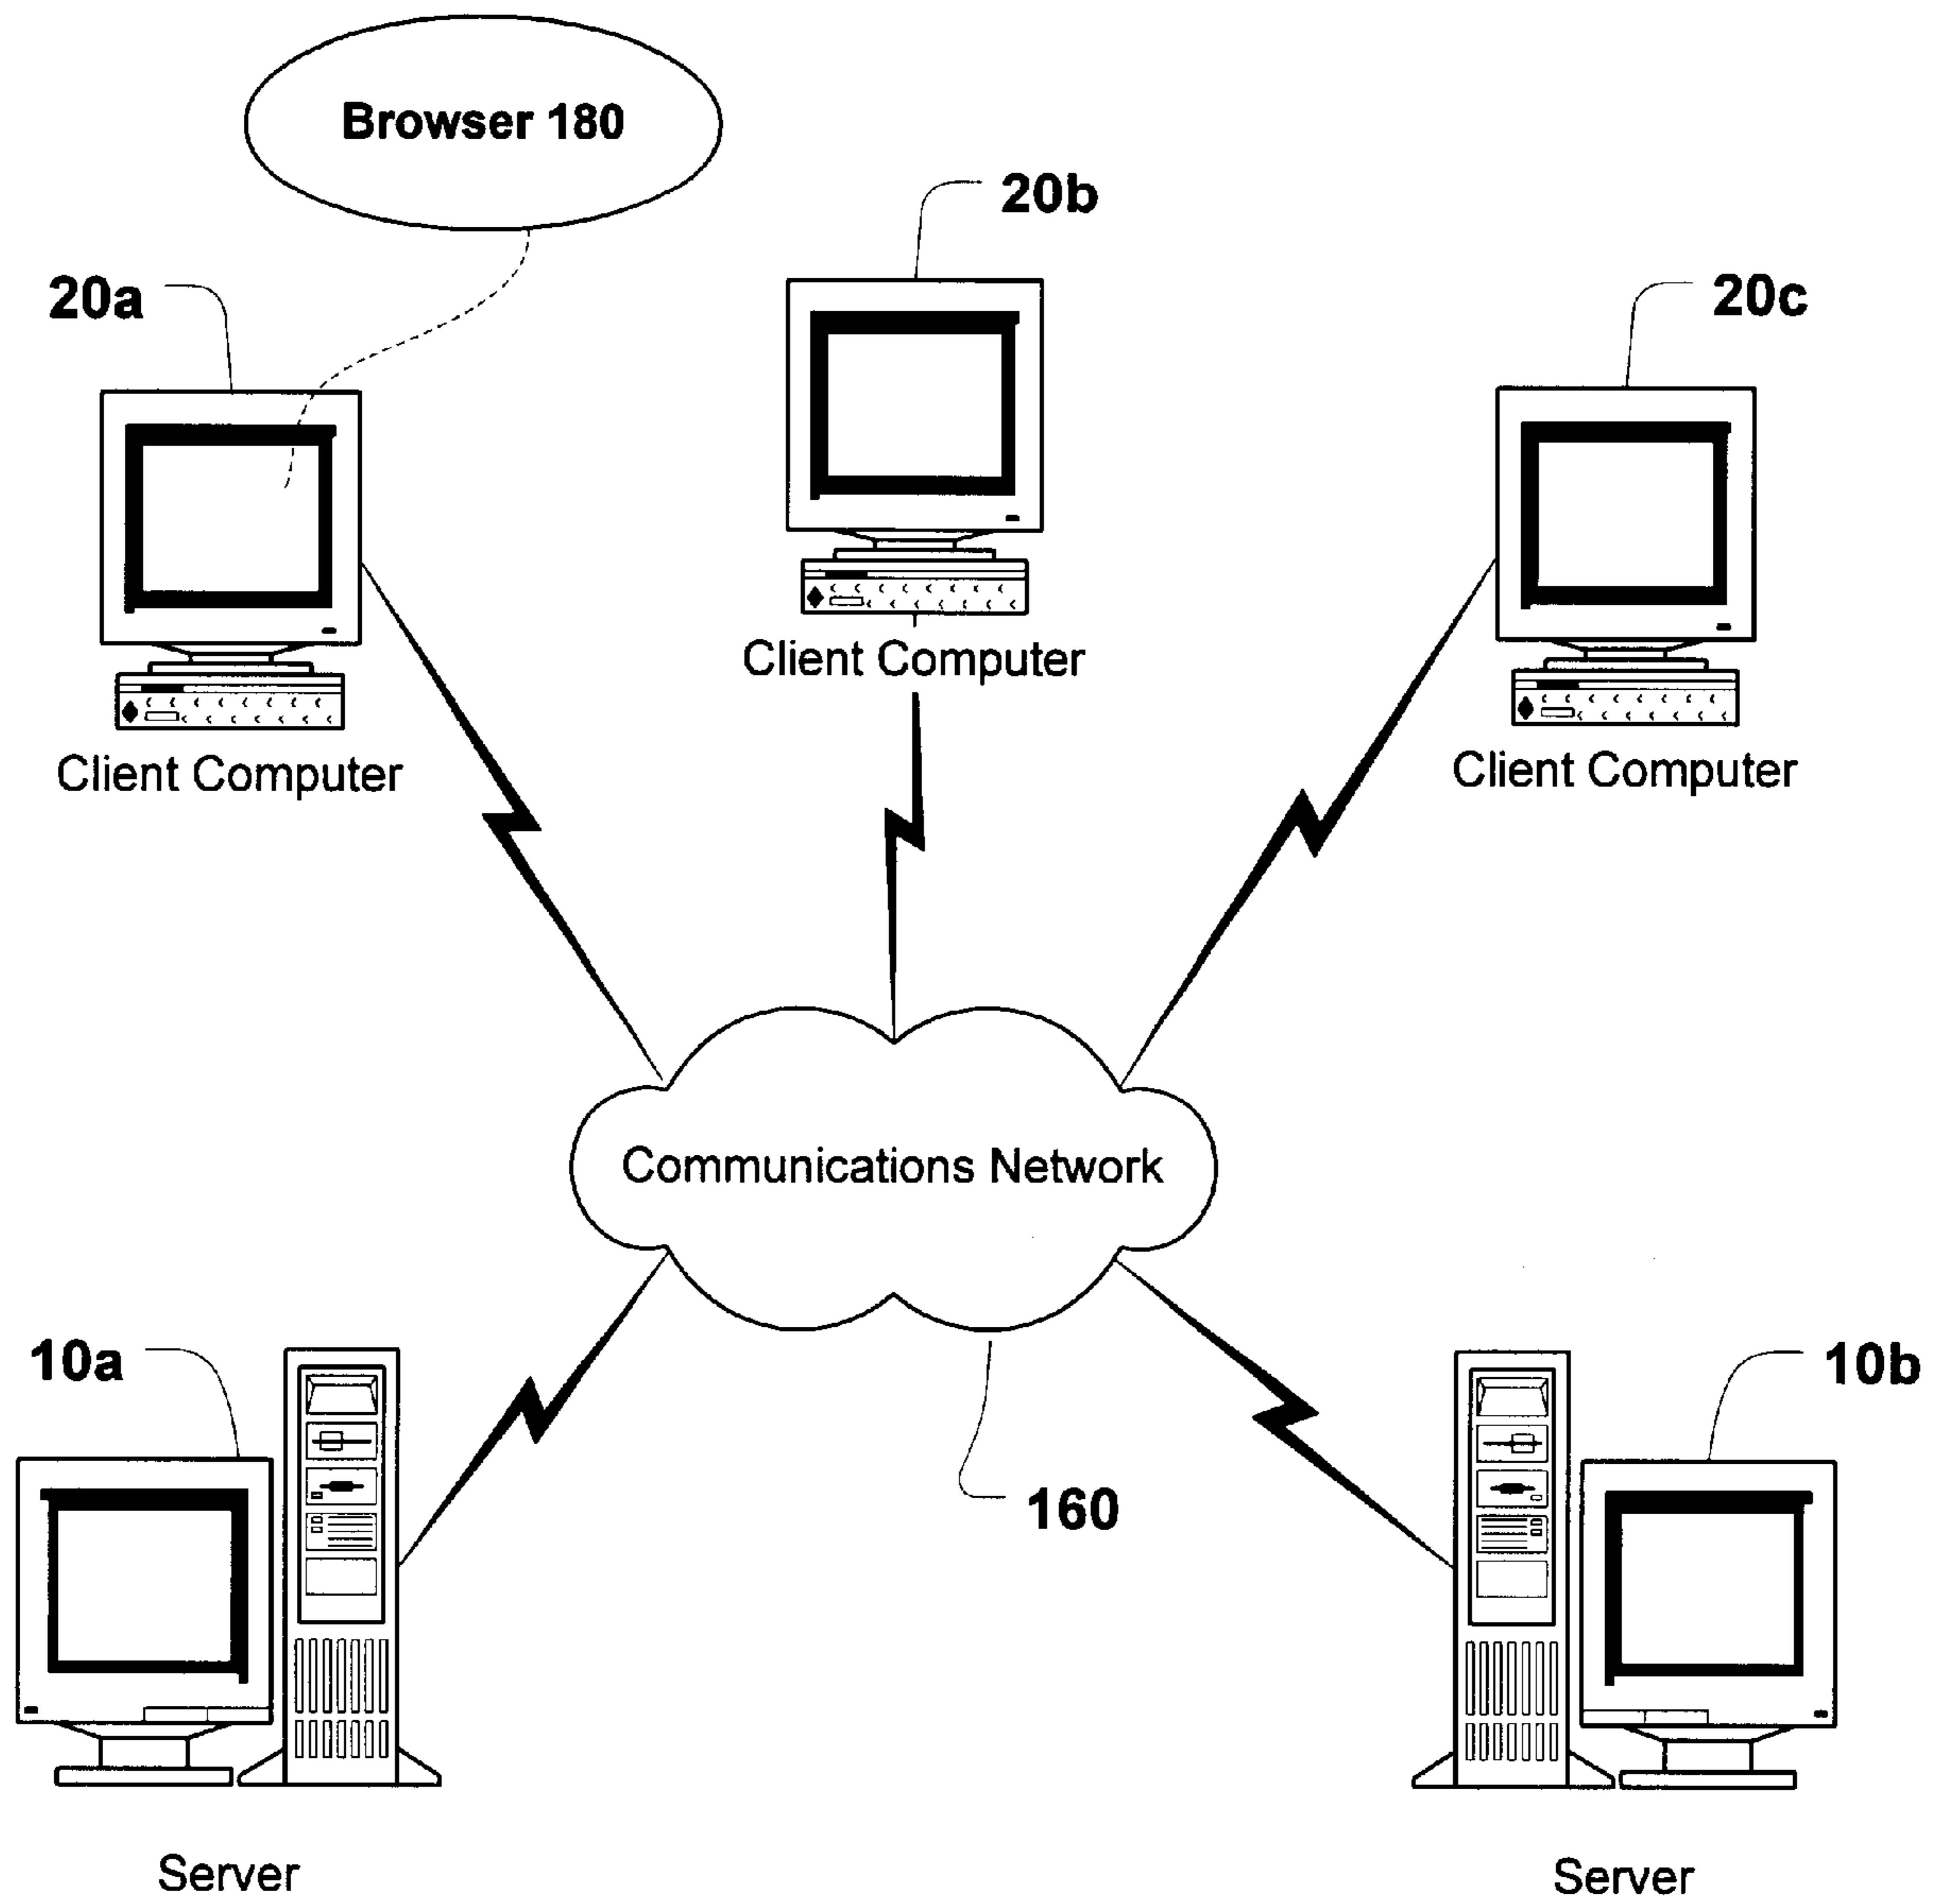 Browser 180
20b
20a
20c
Client Computer
Client Computer
Client Computer
Communications Network
10a
10b
160
Server
Server